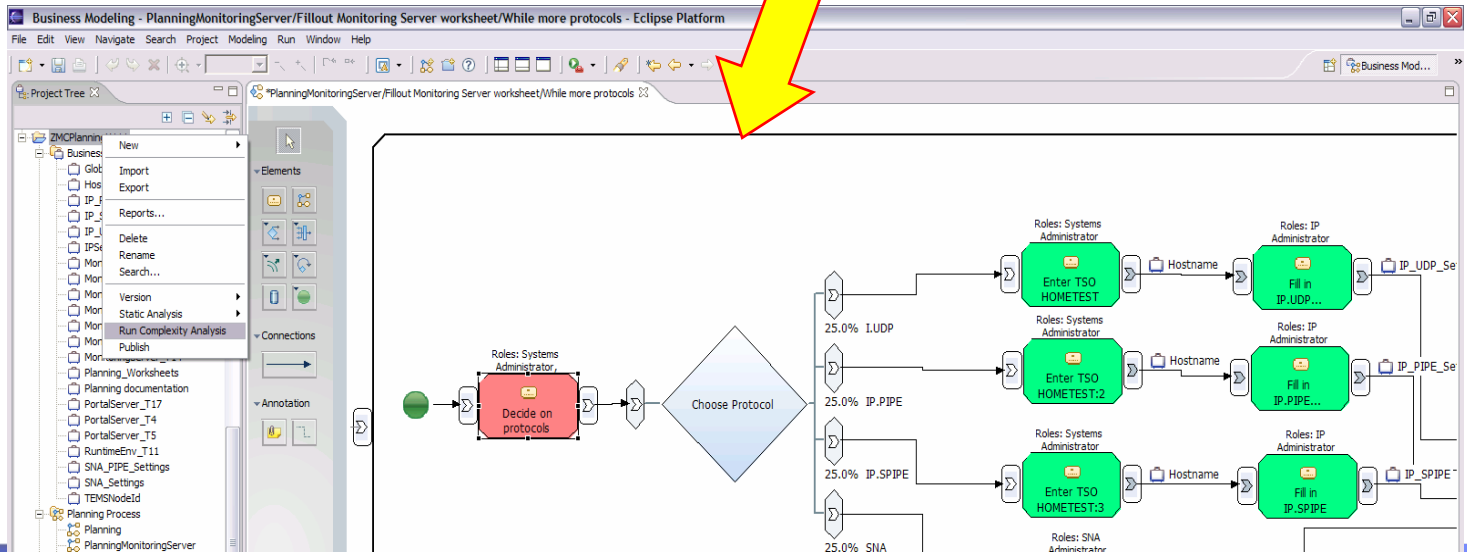 Business Modeling - PlanningMonitoringServer/Fillout Monitoring Server worksheet/While more protocols - Eclipse Platform
File Edit View Navigate Search Project Modeling Run Window Help
Business Mod...
Project Tree
*PlanningMonitoringServer/Fillout Monitoring Server worksheet/While more protocols
New
Import
Export
Reports...
Delete
Rename
Search...
Version
Static Analysis
Run Complexity Analysis
Publish
Planning_Worksheets
Planning documentation
PortalServer_T17
PortalServer_T4
PortalServer_T5
RuntimeEnv_T11
SNA_PIPE_Settings
SNA_Settings
TEMSNodeId
Planning Process
Planning
PlanningMonitoringServer
Elements
Connections
Annotation
Roles: Systems
Administrator,
Decide on
protocols
Choose Protocol
25.0% I.UDP
25.0% IP.PIPE
25.0% IP.SPIPE
25.0% SNA
Roles: Systems
Administrator
Enter TSO
HOMETEST
Hostname
Roles: IP
Administrator
Fill in
IP.UDP...
Roles: Systems
Administrator
Enter TSO
HOMETEST:2
Hostname
Roles: IP
Administrator
Fill in
IP.PIPE...
Roles: Systems
Administrator
Enter TSO
HOMETEST:3
Hostname
Roles: IP
Administrator
Fill in
IP.SPIPE
Roles: SNA
Administrator